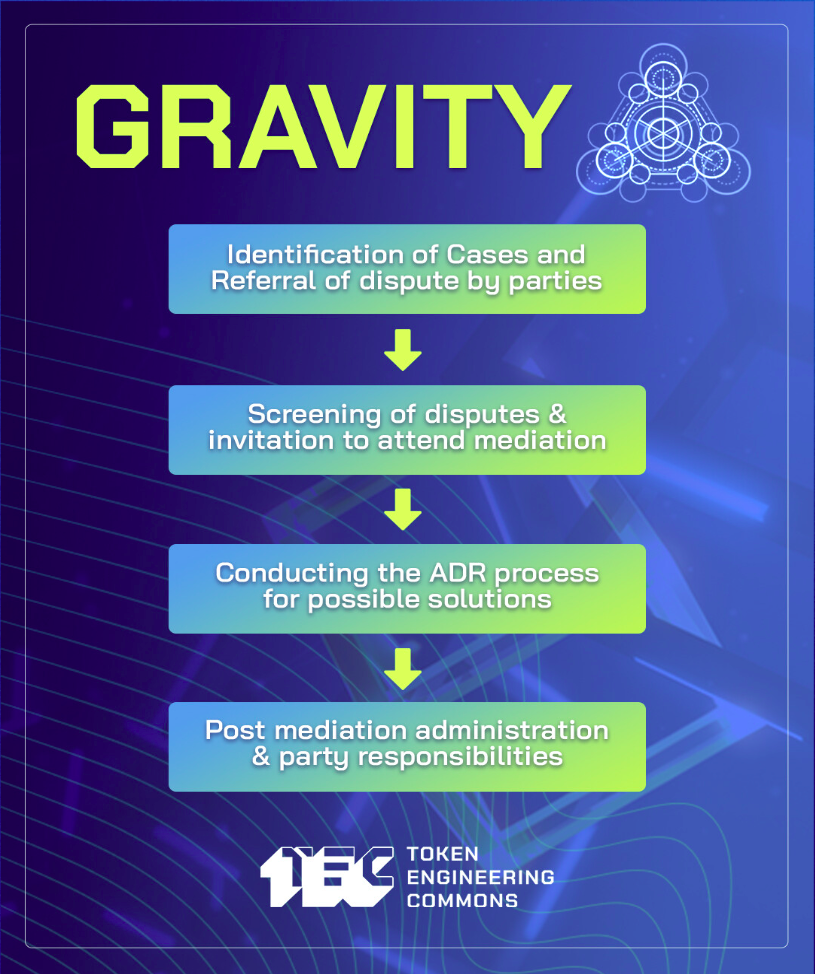 GRAVITY
Identification of Cases and
Referral of dispute by parties
Screening of disputes &
invitation to attend mediation
Conducting the ADR process
for possible solutions
Post mediation administration
& party responsibilities
TEC
TOKEN
ENGINEERING
COMMONS